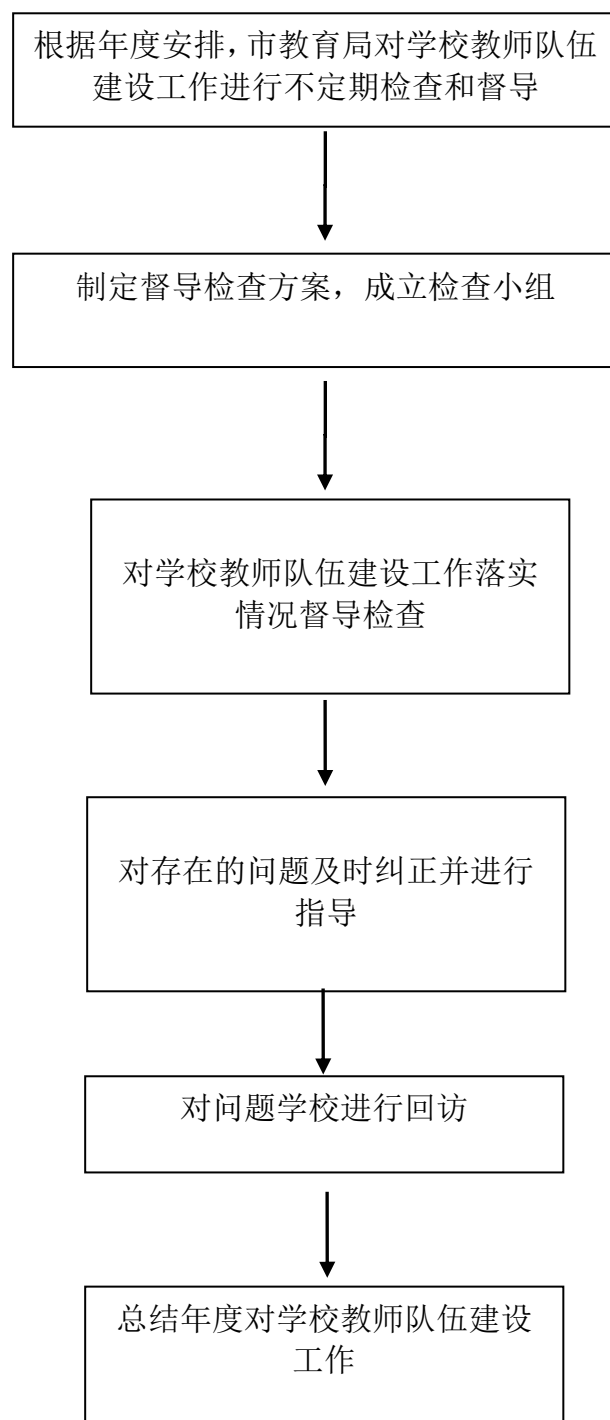 根据年度安排，市教育局对学校教师队伍
建设工作进行不定期检查和督导
制定督导检查方案，成立检查小组
对学校教师队伍建设工作落实
情况督导检查
对存在的问题及时纠正并进行
指导
对问题学校进行回访
总结年度对学校教师队伍建设
工作